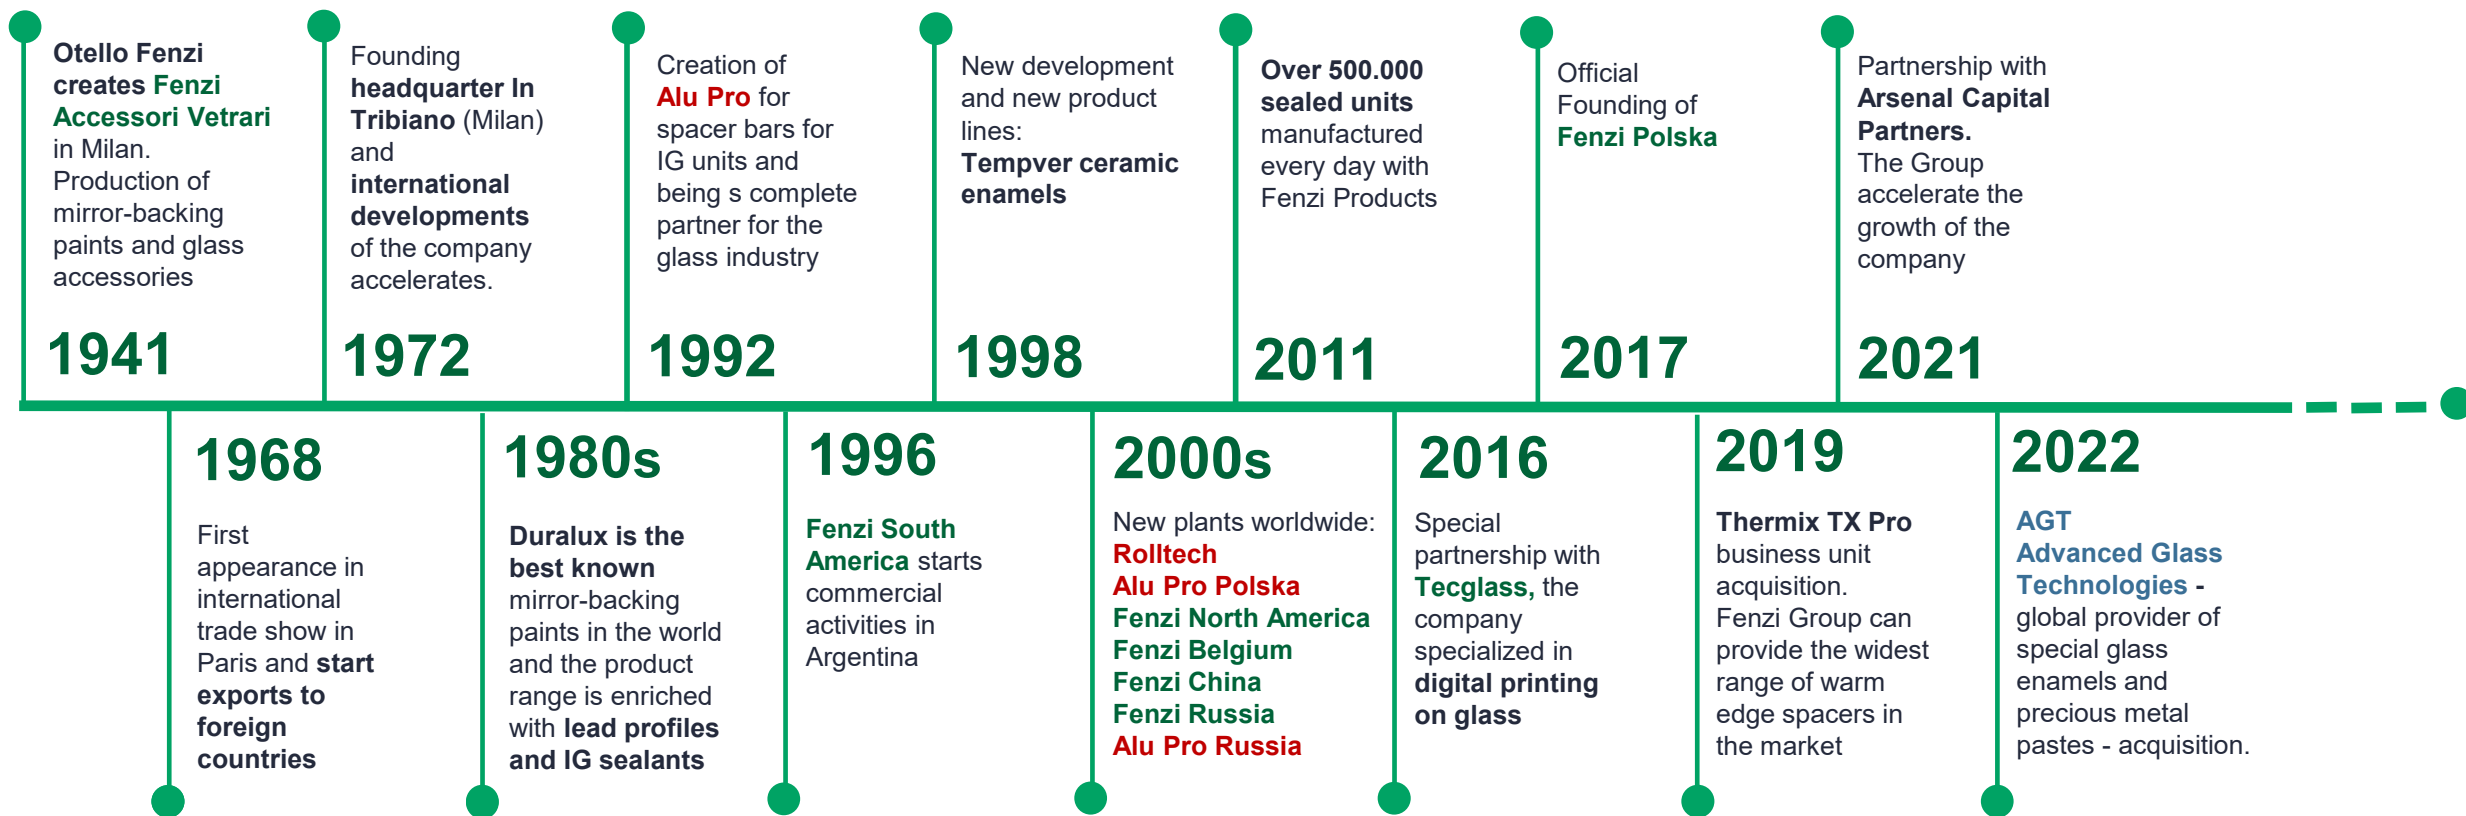 Otello Fenzi
creates Fenzi
Accessori Vetrari
in Milan.
Production of
mirror-backing
paints and glass
accessories
1941
1968
First
appearance in
international
trade show in
Paris and start
exports to
foreign
countries
Founding
headquarter In
Tribiano (Milan)
and
international
developments
of the company
accelerates.
1972
1980s
Duralux is the
best known
mirror-backing
paints in the world
and the product
range is enriched
with lead profiles
and IG sealants
Creation of
Alu Pro for
spacer bars for
IG units and
being s complete
partner for the
glass industry
1992
1996
Fenzi South
America starts
commercial
activities in
Argentina
New development
and new product
lines:
Tempver ceramic
enamels
1998
2000s
New plants worldwide:
Rolltech
Alu Pro Polska
Fenzi North America
Fenzi Belgium
Fenzi China
Fenzi Russia
Alu Pro Russia
Over 500.000
sealed units
manufactured
every day with
Fenzi Products
2011
2016
Special
partnership with
Tecglass, the
company
specialized in
digital printing
on glass
Official
Founding of
Fenzi Polska
2017
2019
Thermix TX Pro
business unit
acquisition.
Fenzi Group can
provide the widest
range of warm
edge spacers in
the market
Partnership with
Arsenal Capital
Partners.
The Group
accelerate the
growth of the
company
2021
2022
AGT
Advanced Glass
Technologies -
global provider of
special glass
enamels and
precious metal
pastes - acquisition.